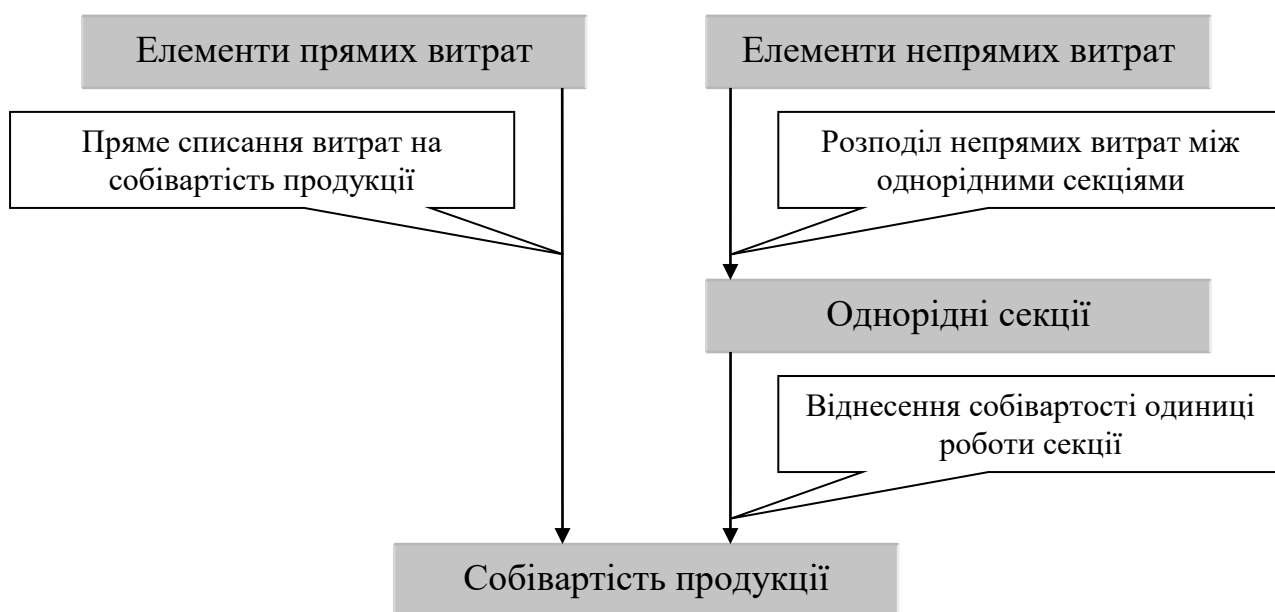 Елементи прямих витрат
Елементи непрямих витрат
Пряме списання витрат на
собівартість продукції
Розподіл непрямих витрат між
однорідними секціями
Однорідні секції
Віднесення собівартості одиниці
роботи секції
Собівартість продукції